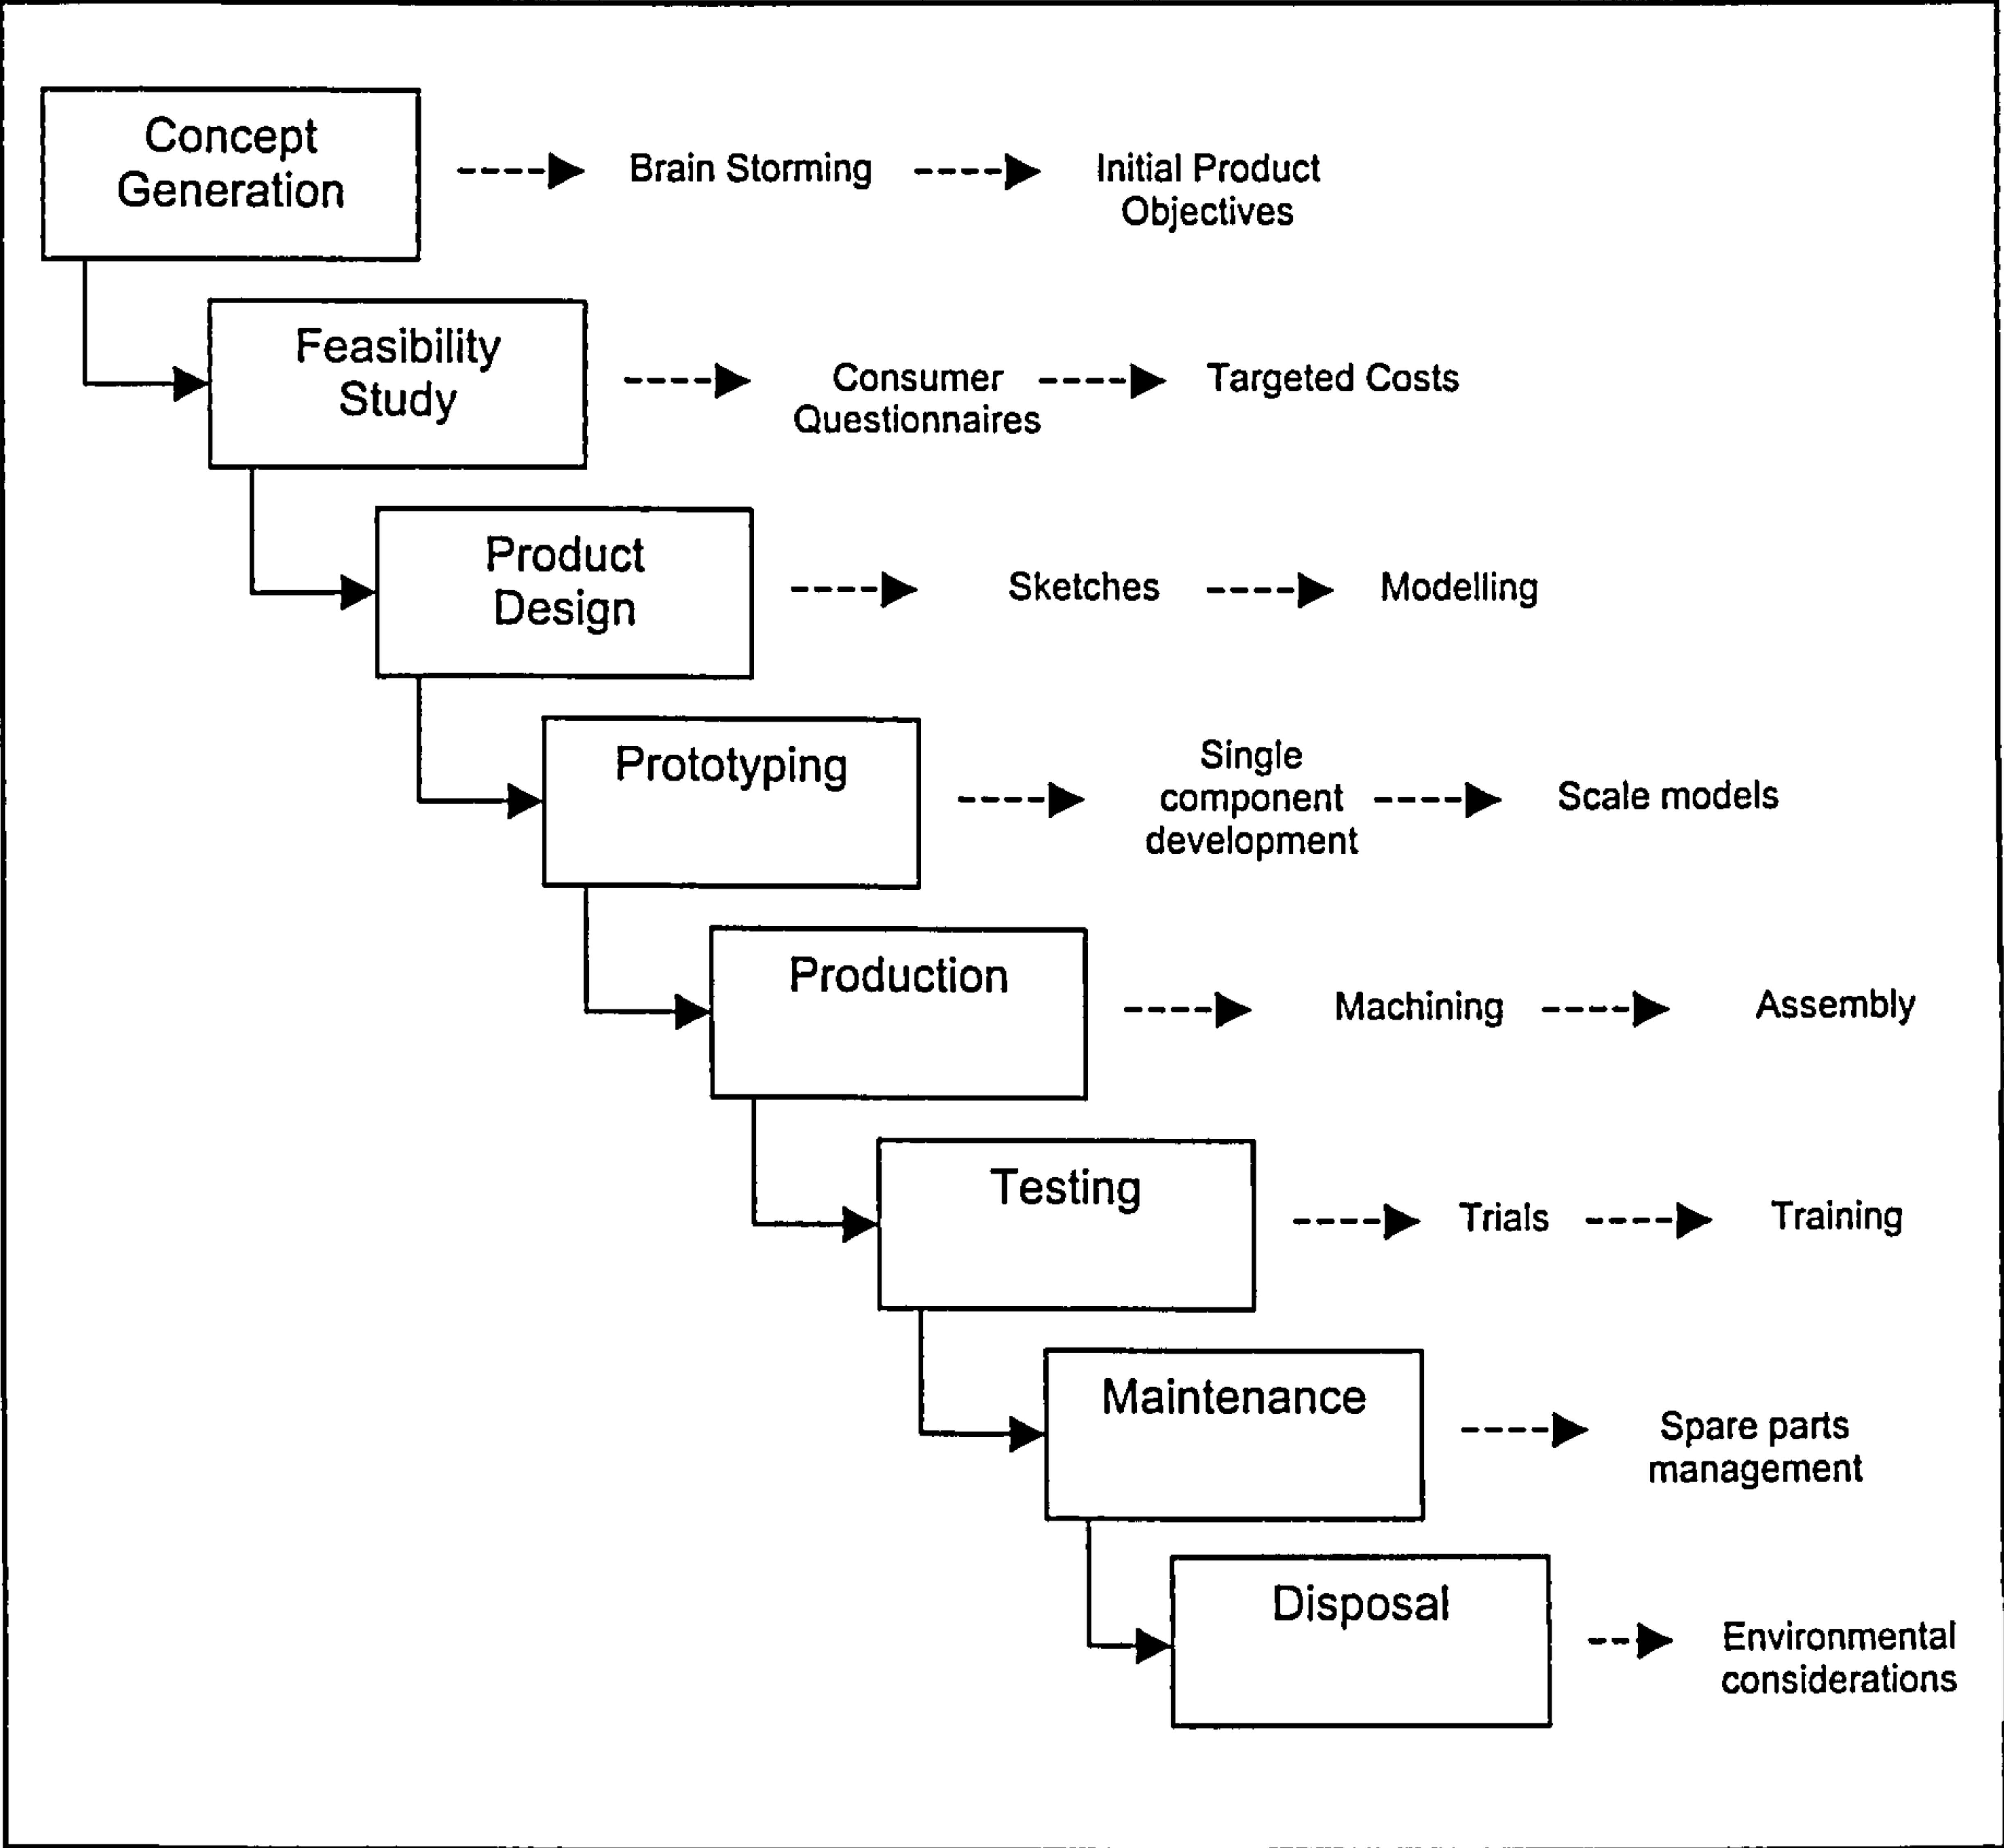 Concept
Generation
Brain Storming
Initial Product
Objectives
Feasibility
Study
Consumer
Questionnaires
Targeted Costs
Product
Design
Sketches
Modelling
Prototyping
Single
component
development
Scale models
Production
Machining
Assembly
Testing
Trials
Training
Maintenance
Spare parts
management
Disposal
Environmental
considerations